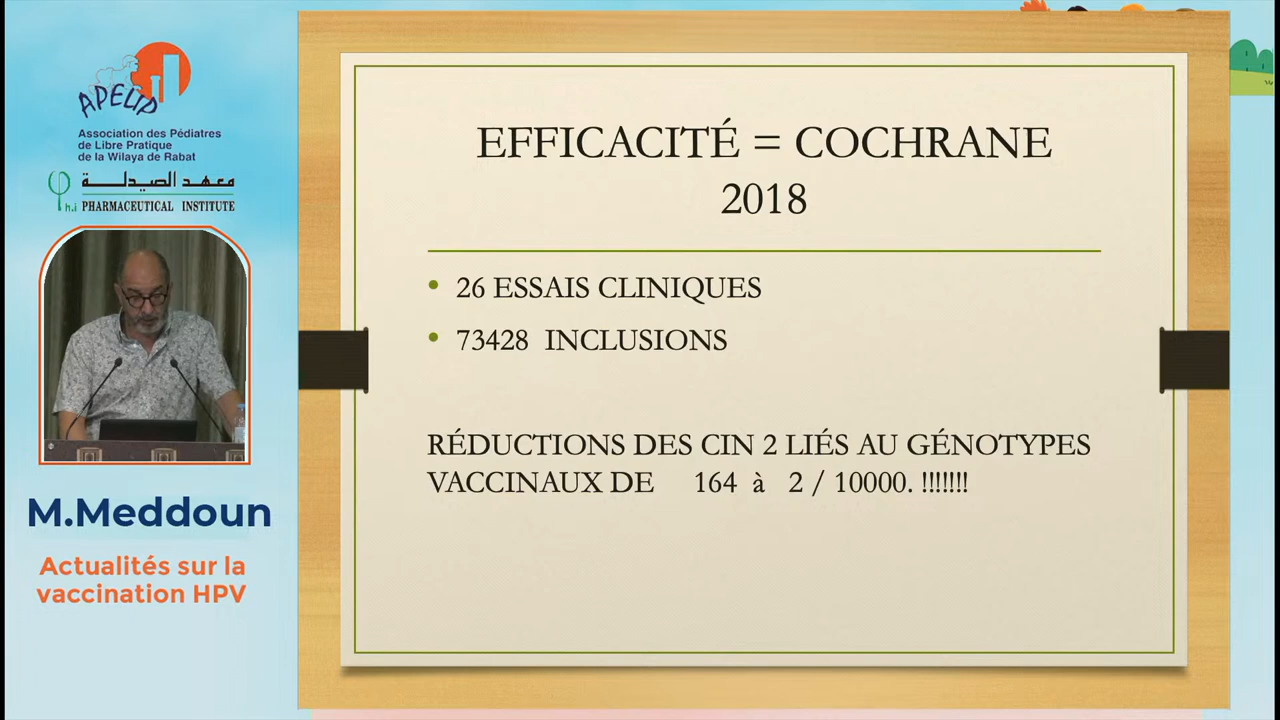 APELIP
Association des Pédiatres
de Libre Pratique
de la Wilaya de Rabat
معهد الصيدلة
h.i PHARMACEUTICAL INSTITUTE
M.Meddoun
Actualités sur la
vaccination HPV
EFFICACITÉ = COCHRANE
2018
• 26 ESSAIS CLINIQUES
• 73428 INCLUSIONS
RÉDUCTIONS DES CIN 2 LIÉS AU GÉNOTYPES
VACCINAUX DE 164 à 2 / 10000. !!!!!!!